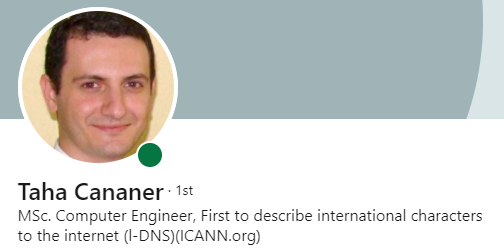 Taha Cananer · 1st
MSc. Computer Engineer, First to describe international characters
to the internet (l-DNS)(ICANN.org)